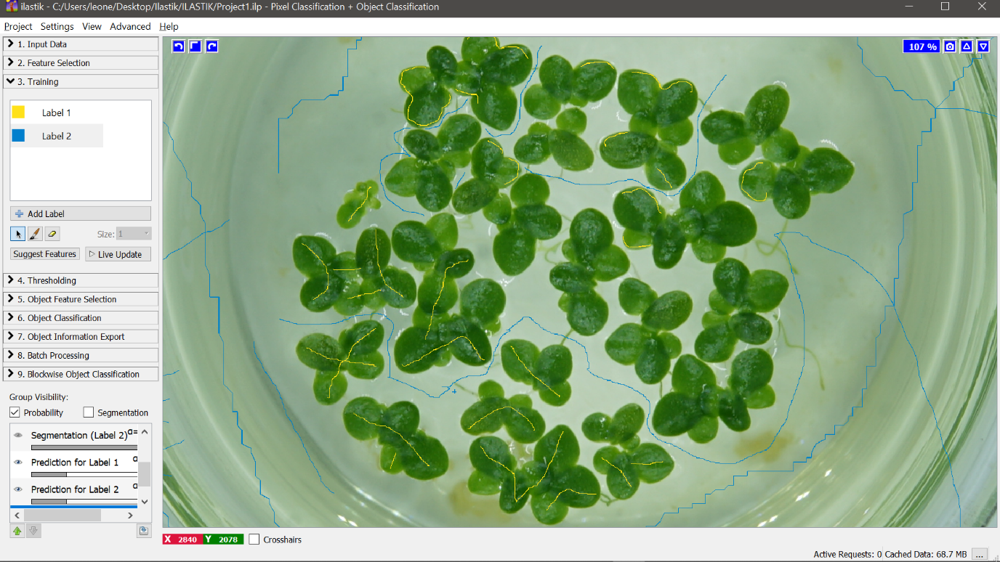 ilastik - C:/Users/leone/Desktop/Ilastik/ILASTIK/Project1.ilp - Pixel Classification + Object Classification
Project Settings View Advanced Help
1. Input Data
2. Feature Selection
3. Training
Label 1
Label 2
Add Label
Size: 1
Suggest Features Live Update
4. Thresholding
5. Object Feature Selection
6. Object Classification
7. Object Information Export
8. Batch Processing
9. Blockwise Object Classification
Group Visibility:
Probability Segmentation
Segmentation (Label 2) α=
Prediction for Label 1 α
Prediction for Label 2 α
107 %
X 2840 Y 2078 Crosshairs
Active Requests: 0 Cached Data: 68.7 MB ...